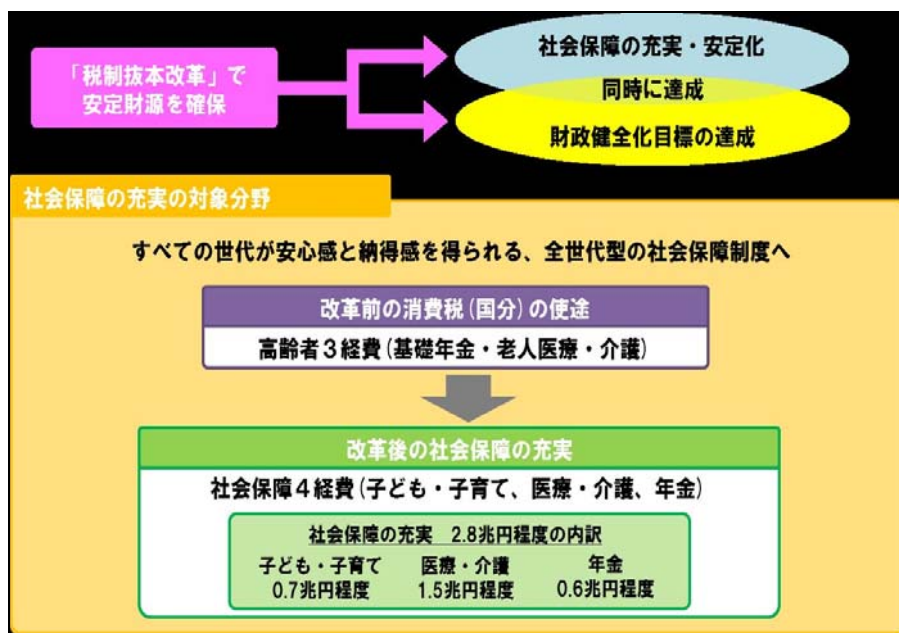 「税制抜本改革」で
安定財源を確保
社会保障の充実・安定化
同時に達成
財政健全化目標の達成
社会保障の充実の対象分野
すべての世代が安心感と納得感を得られる、全世代型の社会保障制度へ
改革前の消費税(国分)の使途
高齢者3経費(基礎年金・老人医療・介護)
改革後の社会保障の充実
社会保障4経費(子ども・子育て、医療・介護、年金)
社会保障の充実 2.8兆円程度の内訳
子ども・子育て 医療・介護 年金
0.7兆円程度 1.5兆円程度 0.6兆円程度